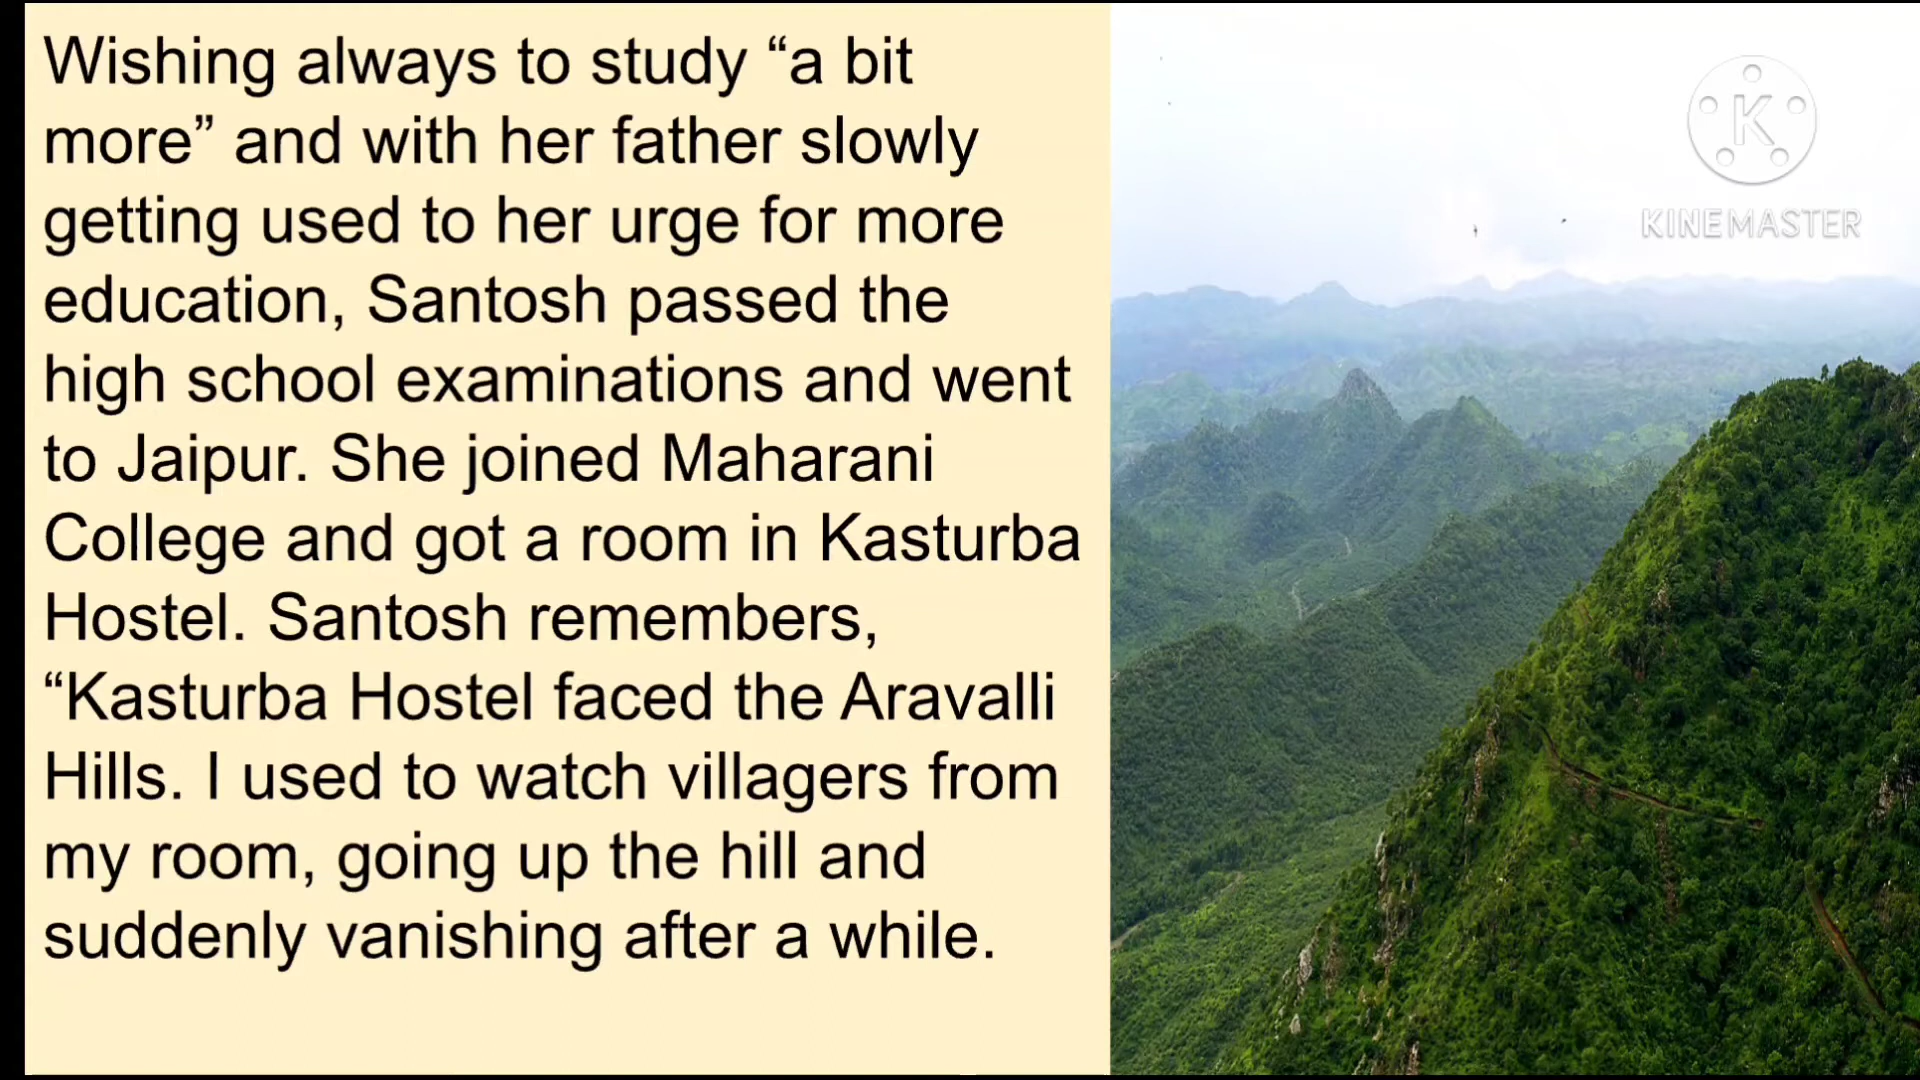 Wishing always to study “a bit
more” and with her father slowly
getting used to her urge for more
education, Santosh passed the
high school examinations and went
to Jaipur. She joined Maharani
College and got a room in Kasturba
Hostel. Santosh remembers,
“Kasturba Hostel faced the Aravalli
Hills. I used to watch villagers from
my room, going up the hill and
suddenly vanishing after a while.
K
KINEMASTER